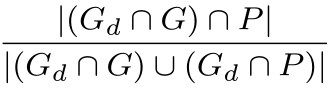 |(G_d ∩ G) ∩ P|
|(G_d ∩ G) ∪ (G_d ∩ P)|